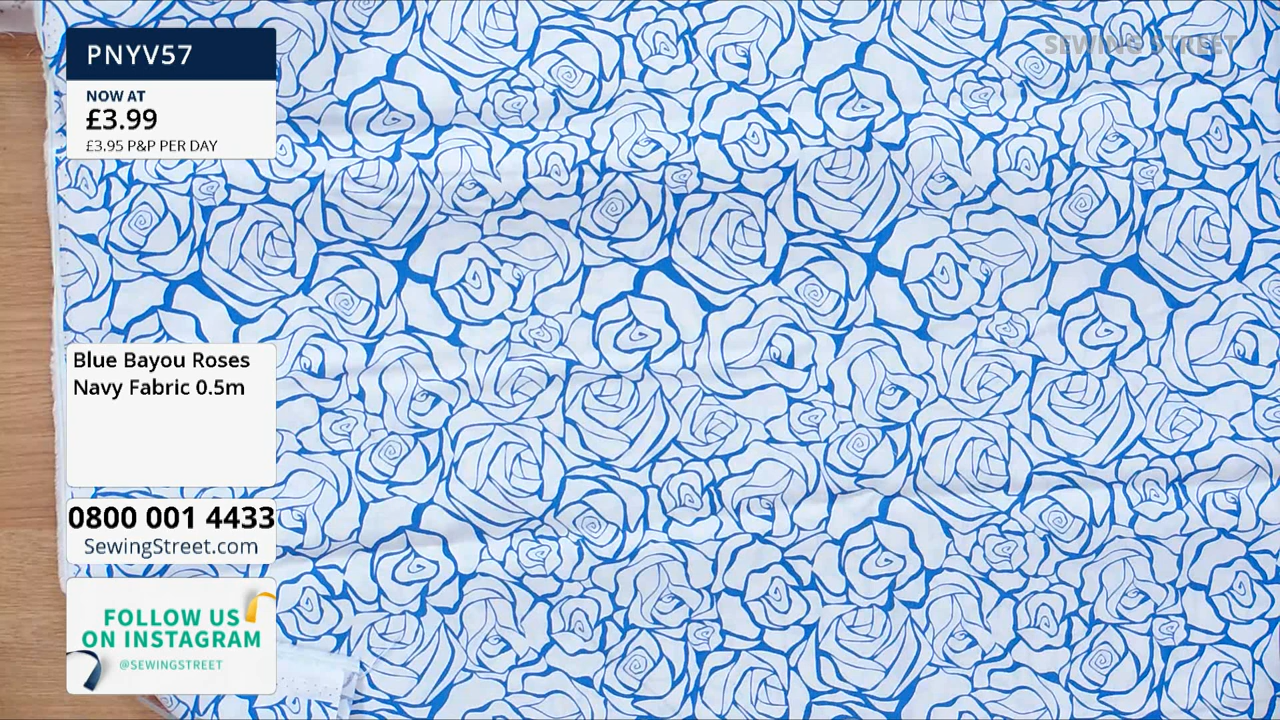 PNYV57
SEWING STREET
NOW AT
£3.99
£3.95 P&P PER DAY
Blue Bayou Roses
Navy Fabric 0.5m
0800 001 4433
SewingStreet.com
FOLLOW US
ON INSTAGRAM
@SEWINGSTREET